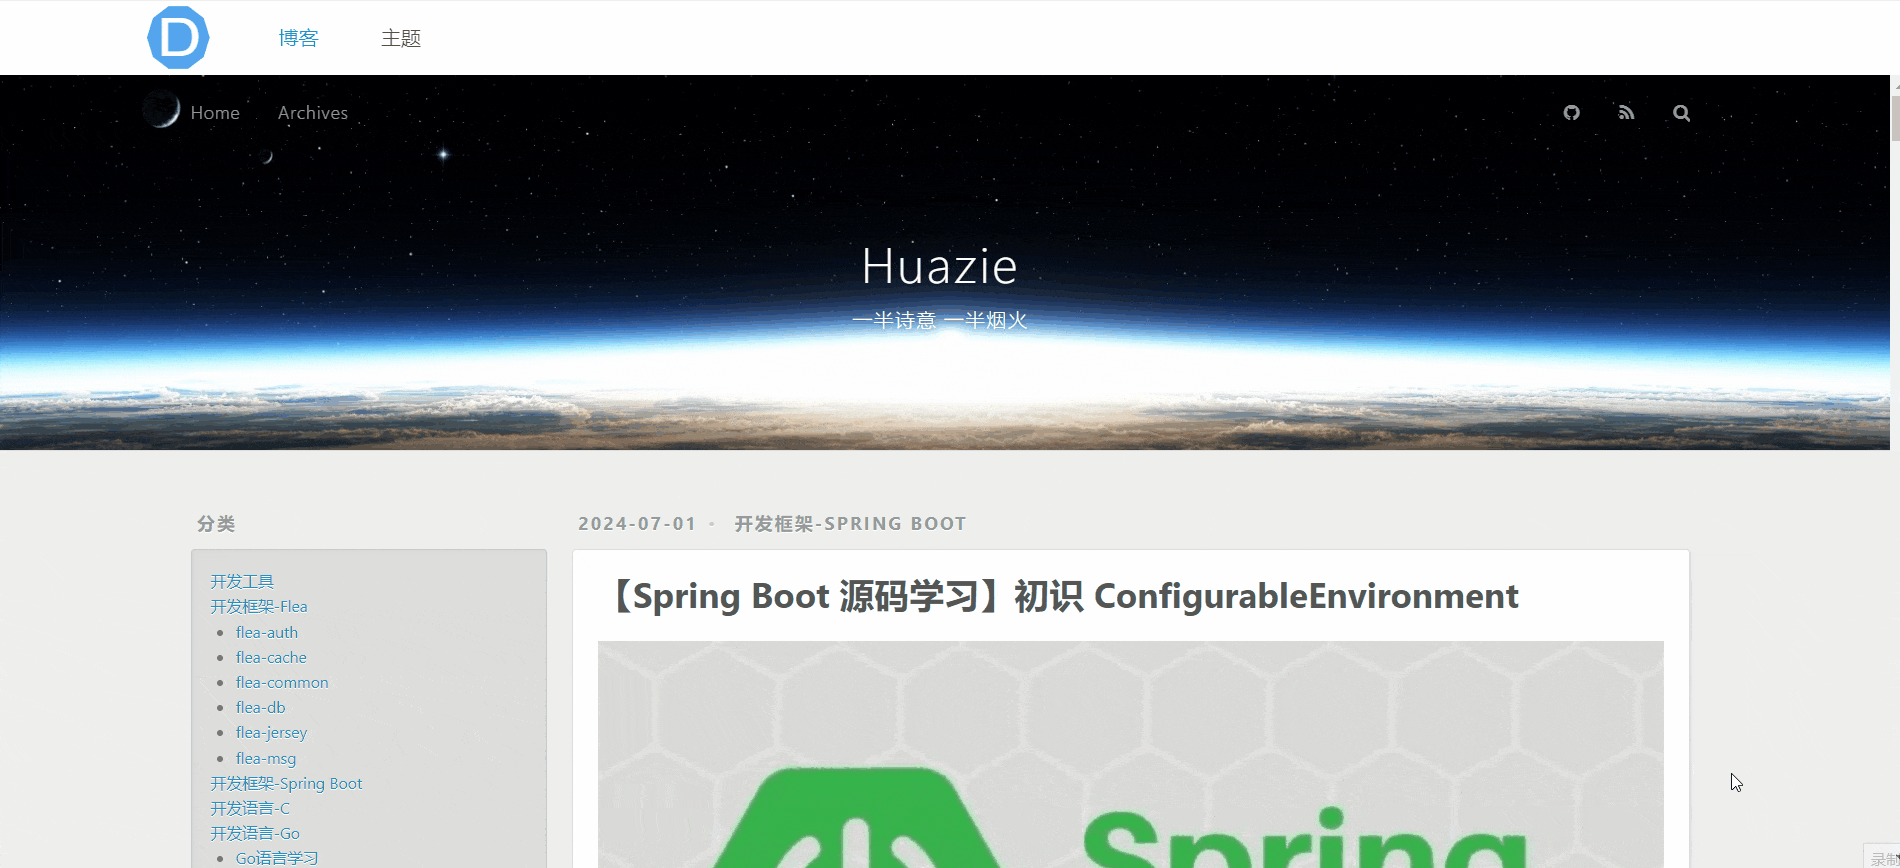 D 博客 主题
Home Archives
Huazie
一半诗意 一半烟火
分类
开发工具
开发框架-Flea
flea-auth
flea-cache
flea-common
flea-db
flea-jersey
flea-msg
开发框架-Spring Boot
开发语言-C
开发语言-Go
Go语言学习
2024-07-01 • 开发框架-SPRING BOOT
【Spring Boot 源码学习】初识 ConfigurableEnvironment
Spring
录制